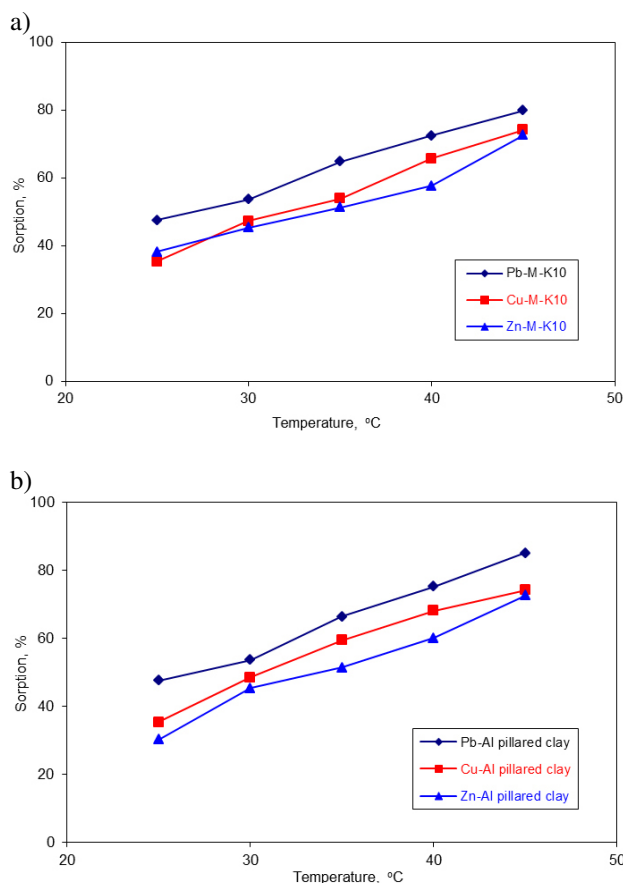 a)
100
80
60
40
20
0
Sorption, %
20
30
40
50
Temperature, °C
Pb-M-K10
Cu-M-K10
Zn-M-K10
b)
100
80
60
40
20
0
Sorption, %
20
30
40
50
Temperature, °C
Pb-Al pillared clay
Cu-Al pillared clay
Zn-Al pillared clay